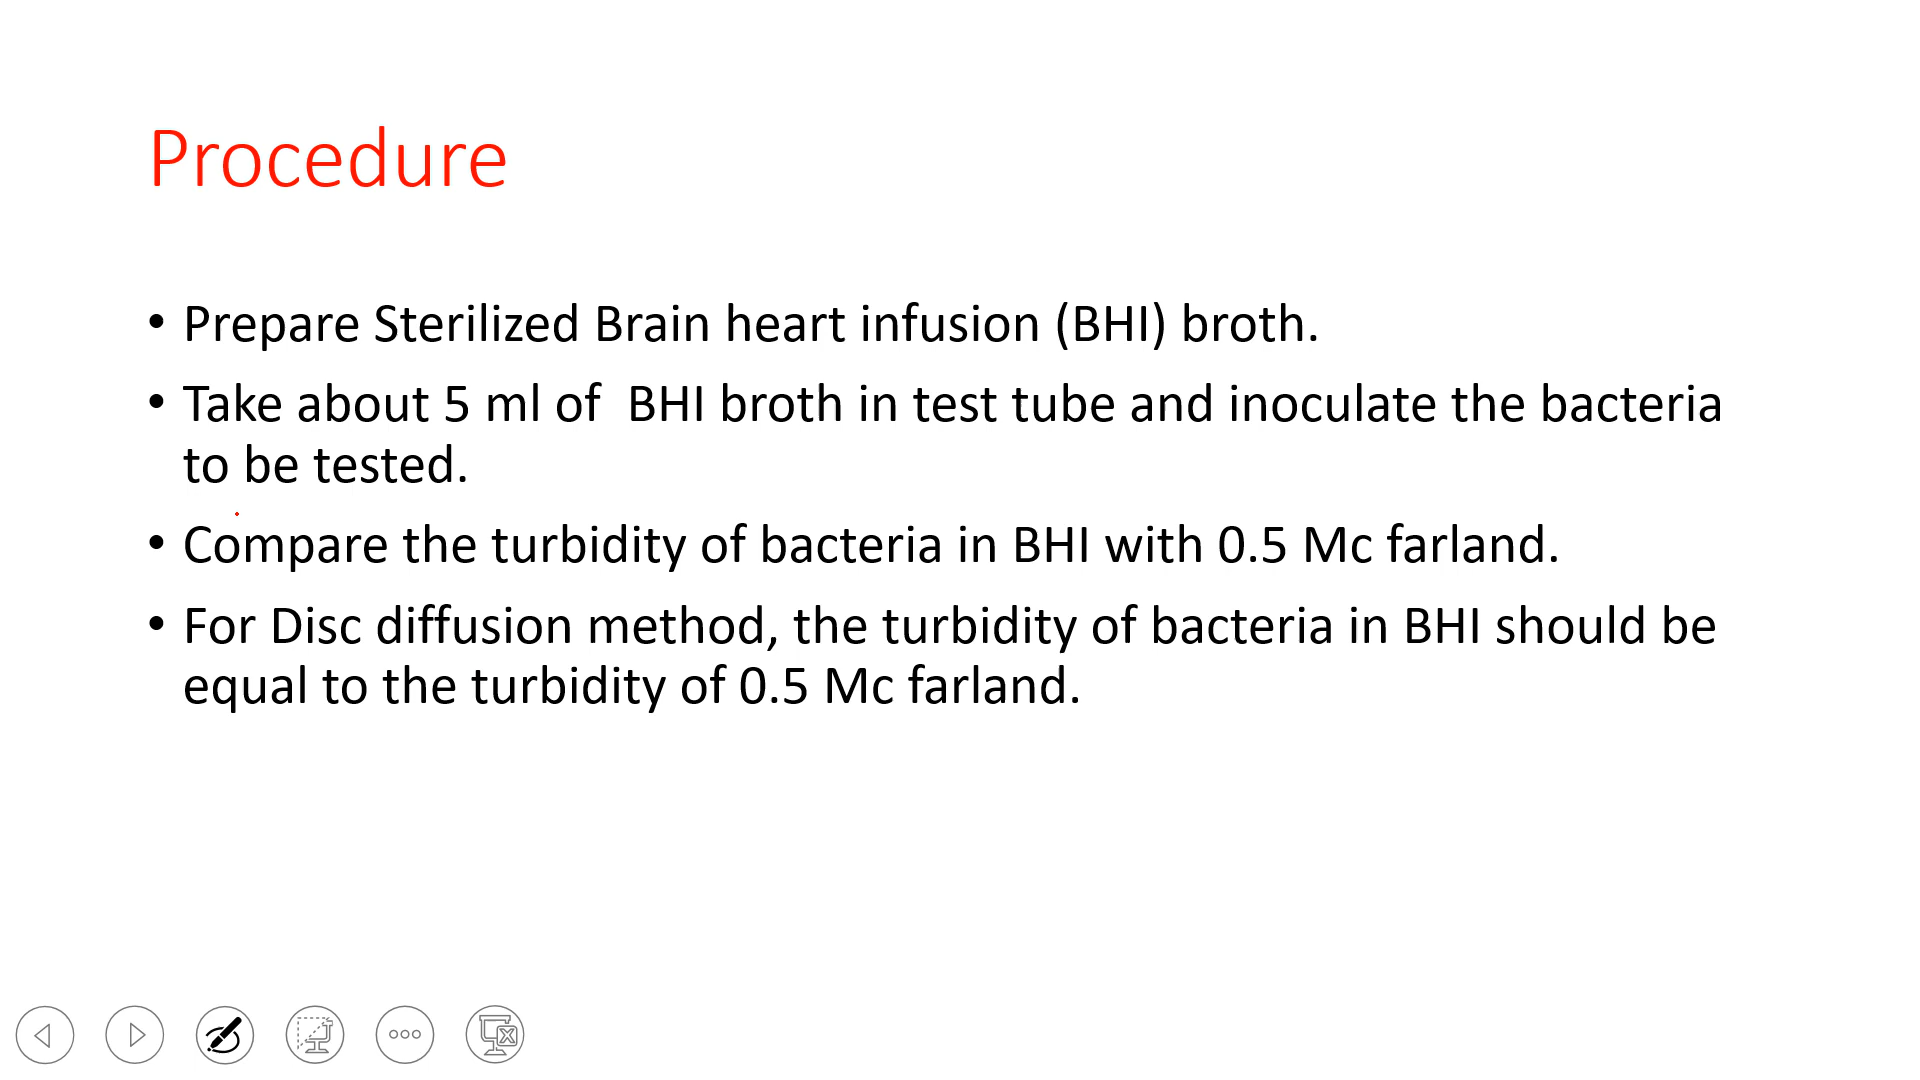 Procedure
• Prepare Sterilized Brain heart infusion (BHI) broth.
• Take about 5 ml of  BHI broth in test tube and inoculate the bacteria
to be tested.
• Compare the turbidity of bacteria in BHI with 0.5 Mc farland.
• For Disc diffusion method, the turbidity of bacteria in BHI should be
equal to the turbidity of 0.5 Mc farland.